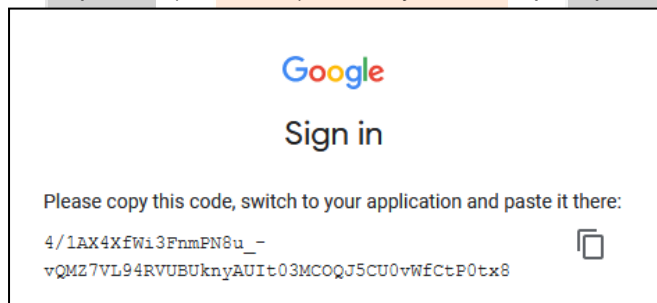 Google
Sign in
Please copy this code, switch to your application and paste it there:
4/1AX4XfWi3FnmPN8u_-
vQMZ7VL94RVUBUknyAUIt03MCOQJ5CU0vWfCtP0tx8